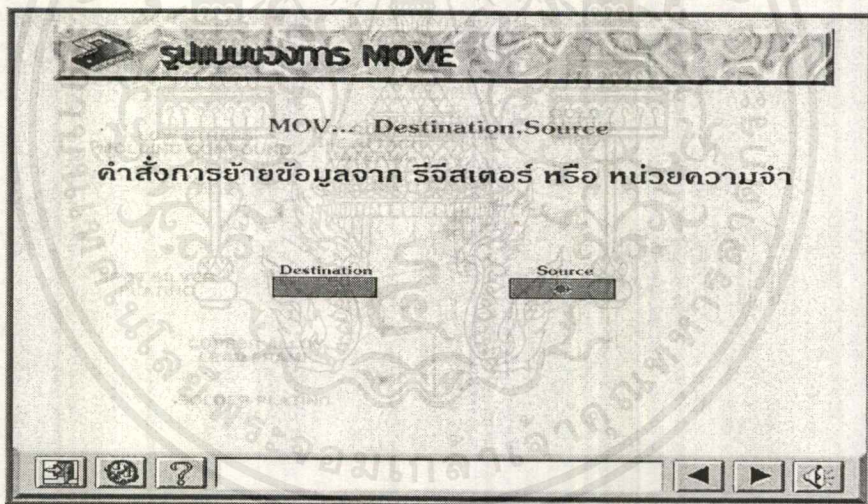 รูปแบบของการ MOVE
MOV... Destination,Source
คำสั่งการย้ายข้อมูลจาก รีจีสเตอร์ หรือ หน่วยความจำ
Destination Source
?